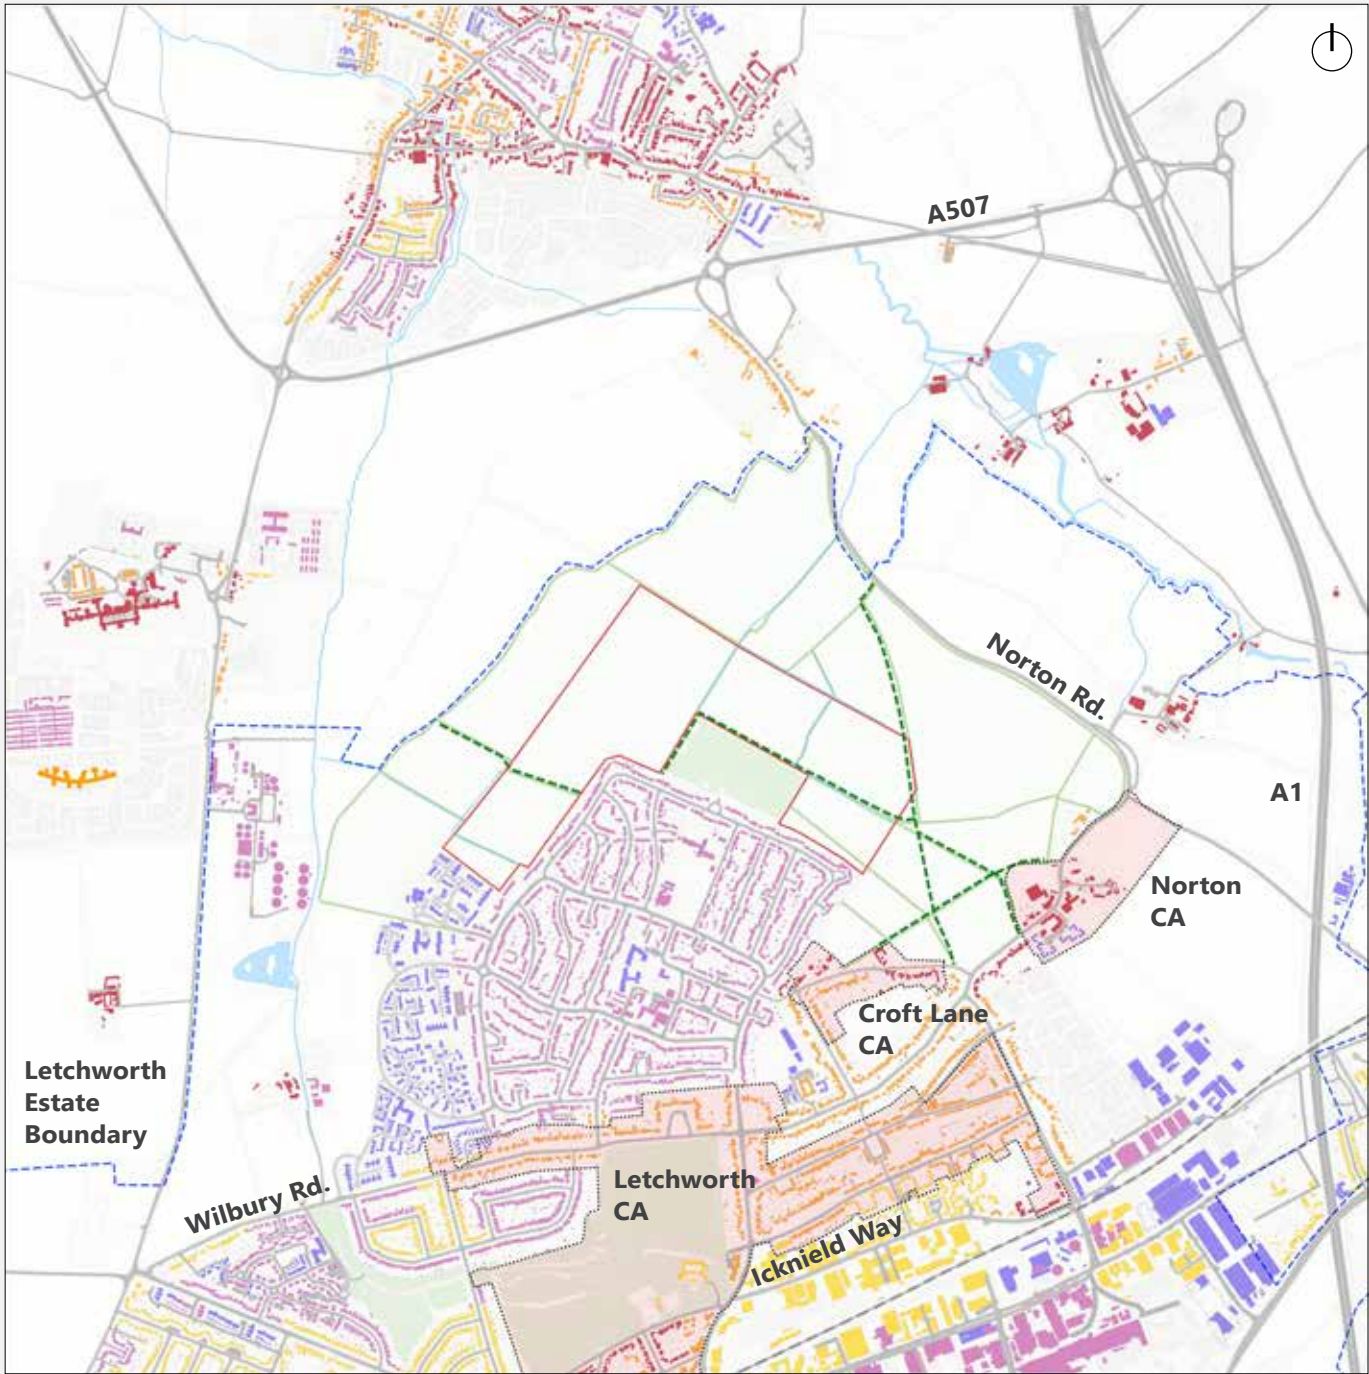 A507
Norton Rd.
A1
Norton
CA
Croft Lane
CA
Letchworth
Estate
Boundary
Letchworth
CA
Wilbury Rd.
Icknield Way